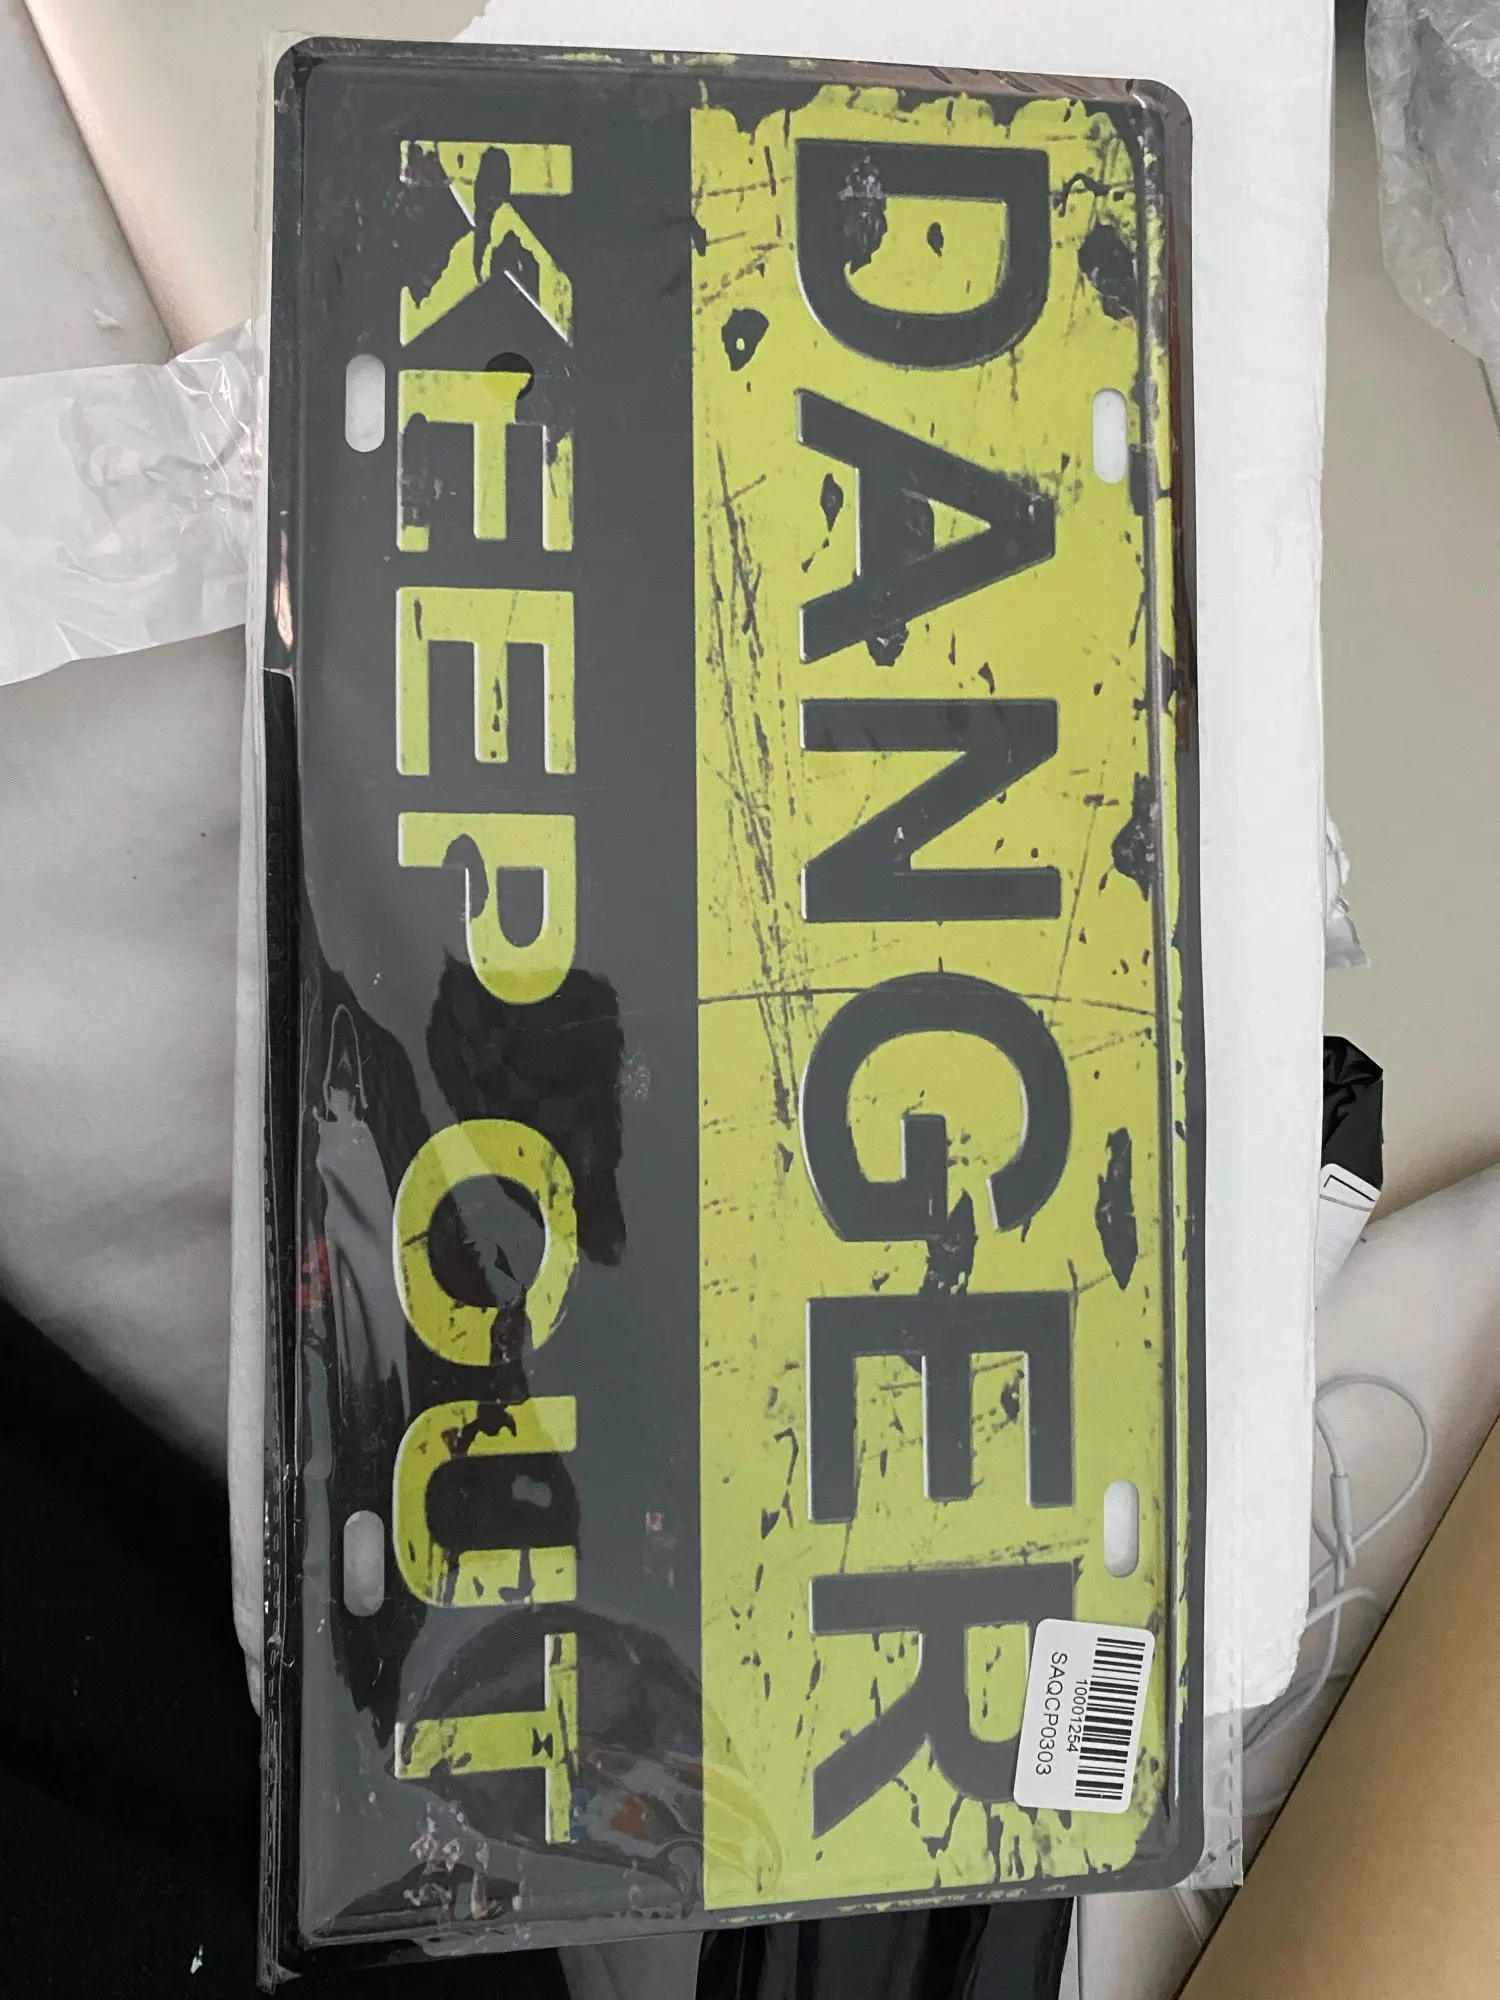 DANGER
KEEP OUT
10001254
SAQCP0303